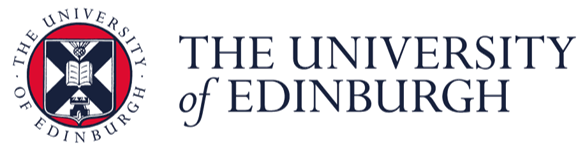 THE UNIVERSITY
OF EDINBURGH
THE UNIVERSITY
of EDINBURGH